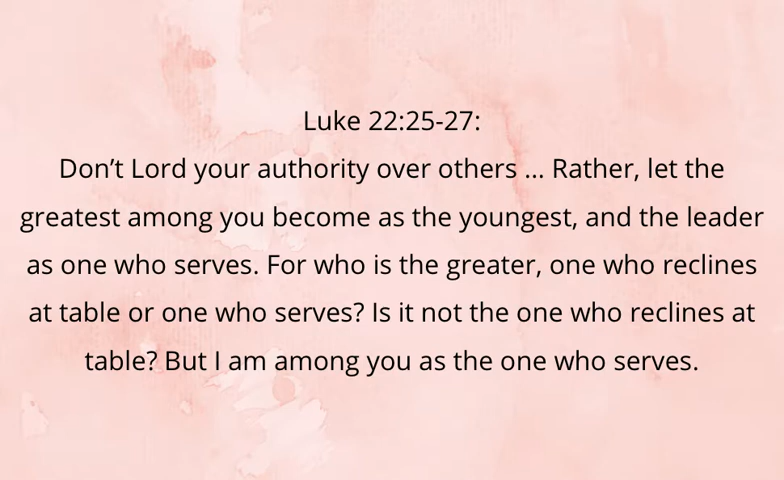 Luke 22:25-27:
Don’t Lord your authority over others ... Rather, let the
greatest among you become as the youngest, and the leader
as one who serves. For who is the greater, one who reclines
at table or one who serves? Is it not the one who reclines at
table? But I am among you as the one who serves.